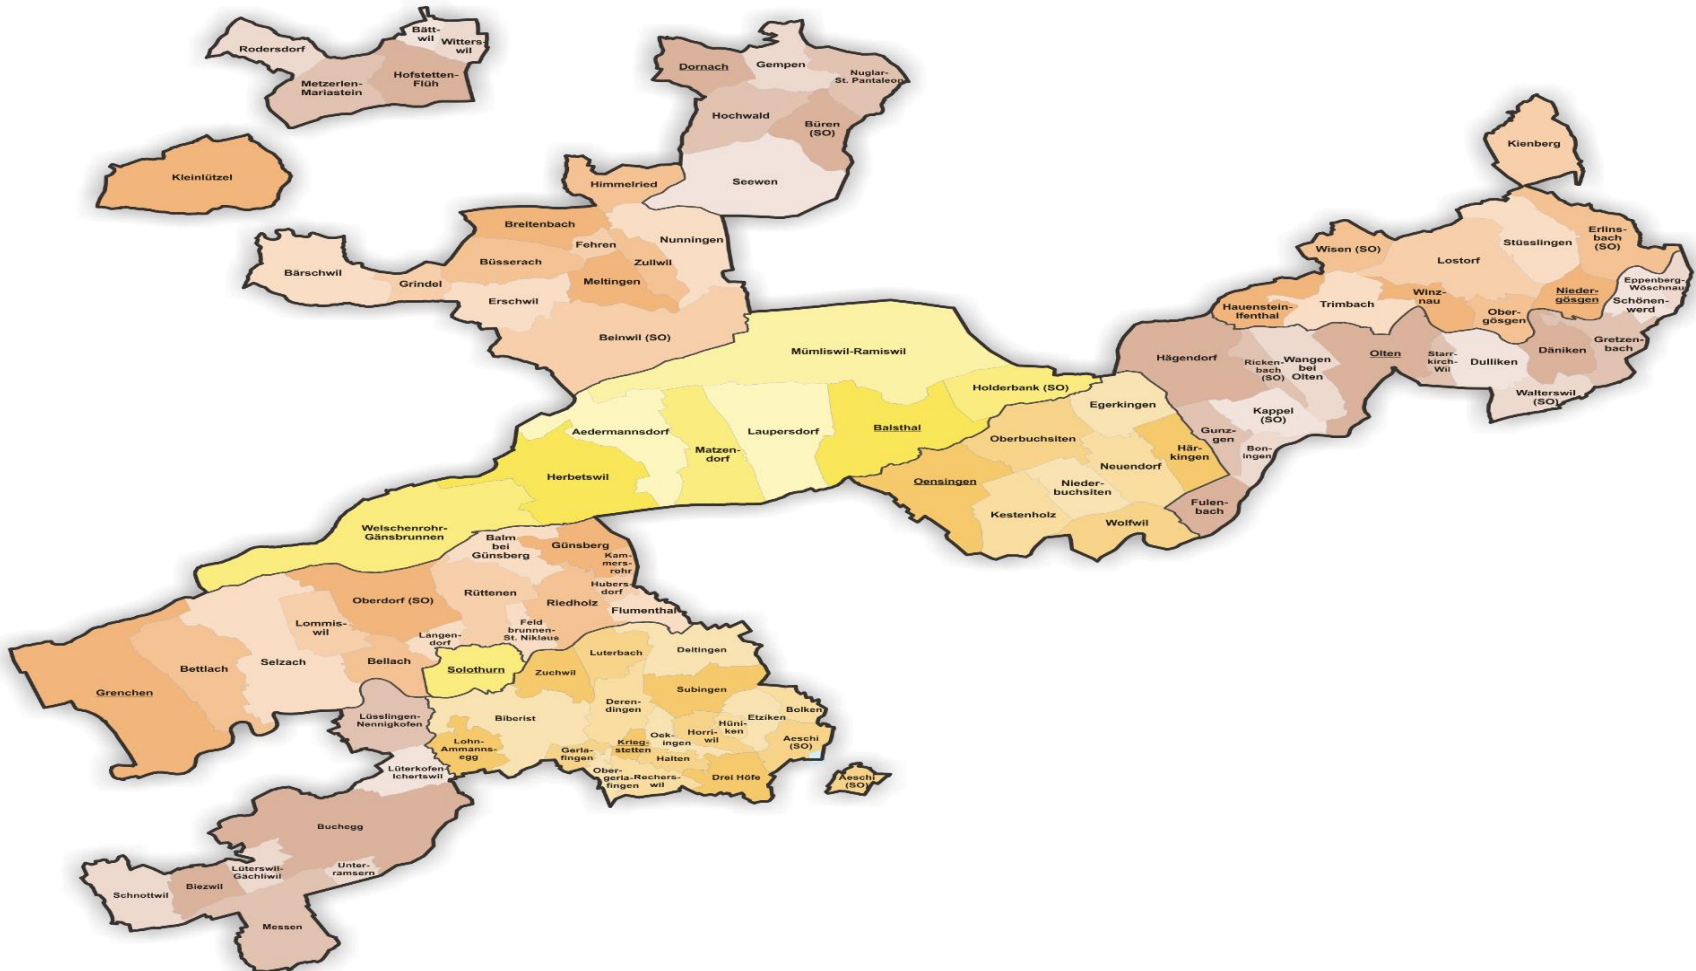 Rodersdorf
Bätt-
wil
Witters-
wil
Metzerlen-
Mariastein
Hofstetten-
Flüh
Kleinlützel
Dornach
Gempen
Nuglar-
St. Pantaleon
Hochwald
Büren
(SO)
Seewen
Himmelried
Breitenbach
Fehren
Nunningen
Büsserach
Zullwil
Bärschwil
Grindel
Meltingen
Erschwil
Beinwil (SO)
Kienberg
Wisen (SO)
Lostorf
Stüsslingen
Erlins-
bach
(SO)
Hauenstein-
Ifenthal
Trimbach
Winz-
nau
Ober-
gösgen
Nieder-
gösgen
Eppenberg-
Wöschnau
Schönen-
werd
Gretzen-
bach
Däniken
Dulliken
Starr-
kirch-
Wil
Walterswil
(SO)
Olten
Wangen
bei
Olten
Ricken-
bach
(SO)
Hägendorf
Kappel
(SO)
Gunz-
gen
Bon-
ingen
Fulen-
bach
Mümliswil-Ramiswil
Holderbank (SO)
Balsthal
Laupersdorf
Matzen-
dorf
Aedermannsdorf
Herbetswil
Welschenrohr-
Gänsbrunnen
Egerkingen
Oberbuchsiten
Här-
kingen
Neuendorf
Nieder-
buchsiten
Oensingen
Kestenholz
Wolfwil
Balm
bei
Günsberg
Günsberg
Kam-
mers-
rohr
Hubers-
dorf
Flumenthal
Riedholz
Rüttenen
Feld
brunnen-
St. Niklaus
Oberdorf (SO)
Langen-
dorf
Lommis-
wil
Bellach
Selzach
Bettlach
Grenchen
Solothurn
Zuchwil
Luterbach
Deitingen
Subingen
Deren-
dingen
Biberist
Lohn-
Ammanns-
egg
Gerla-
fingen
Krieg-
stetten
Oek-
ingen
Horri-
wil
Hüni-
ken
Etziken
Bolken
Aeschi
(SO)
Halten
Ober-
gerla-
fingen
Rechers-
wil
Drei Höfe
Aeschi
(SO)
Lüsslingen-
Nennigkofen
Lüterkofen-
Ichertswil
Buchegg
Lüterswil-
Gächliwil
Unter-
ramsern
Biezwil
Schnottwil
Messen